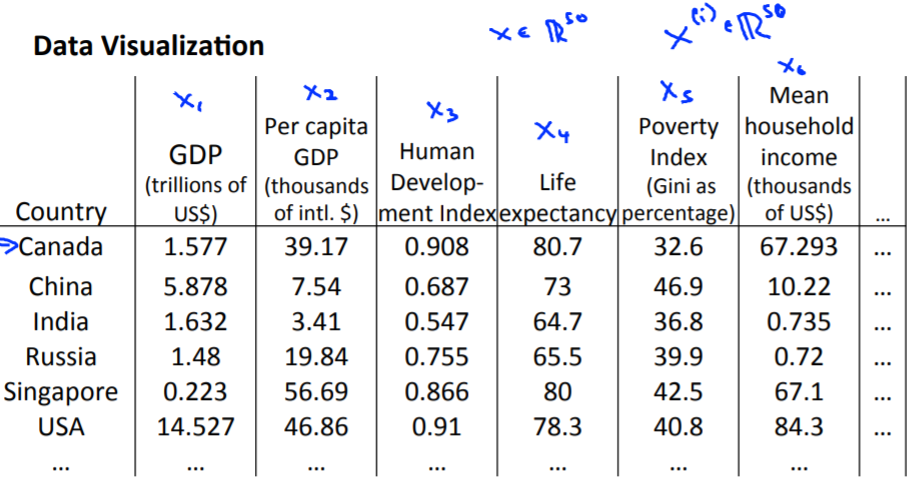 Data Visualization
x ∈ ℝ⁵⁰
x⁽ⁱ⁾ ∈ ℝ⁵⁰
Country | x₁ GDP (trillions of US$) | x₂ Per capita GDP (thousands of intl. $) | x₃ Human Develop-ment Index | x₄ Life expectancy | x₅ Poverty Index (Gini as percentage) | x₆ Mean household income (thousands of US$) | ...
Canada | 1.577 | 39.17 | 0.908 | 80.7 | 32.6 | 67.293 | ...
China | 5.878 | 7.54 | 0.687 | 73 | 46.9 | 10.22 | ...
India | 1.632 | 3.41 | 0.547 | 64.7 | 36.8 | 0.735 | ...
Russia | 1.48 | 19.84 | 0.755 | 65.5 | 39.9 | 0.72 | ...
Singapore | 0.223 | 56.69 | 0.866 | 80 | 42.5 | 67.1 | ...
USA | 14.527 | 46.86 | 0.91 | 78.3 | 40.8 | 84.3 | ...
... | ... | ... | ... | ... | ... | ...